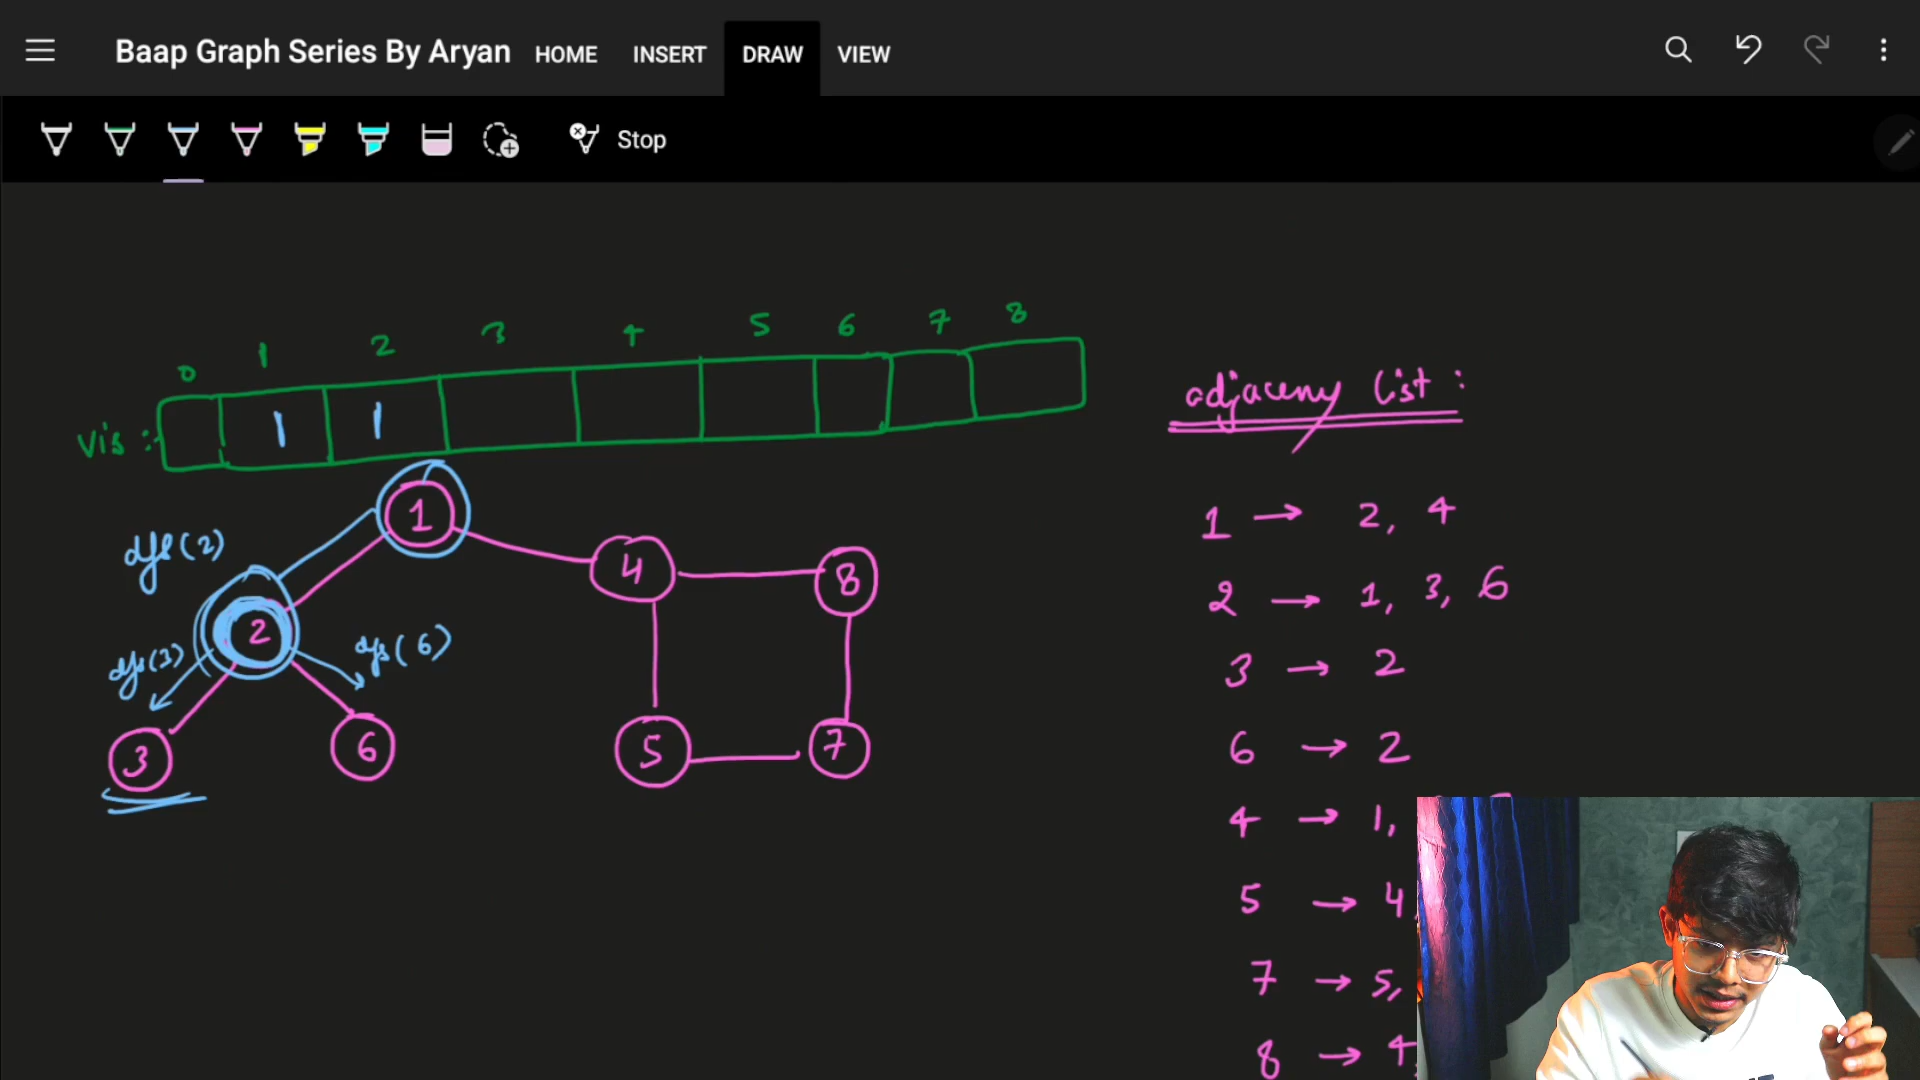 Baap Graph Series By Aryan HOME INSERT DRAW VIEW
Stop
0 1 2 3 4 5 6 7 8
Vis :
1 1
adjaceny list :
1 → 2, 4
2 → 1, 3, 6
3 → 2
6 → 2
4 → 1,
5 → 4,
7 → 5,
8 → 4,
dfs(2)
dfs(3)
dfs(6)
1
2
3
6
4
8
5
7